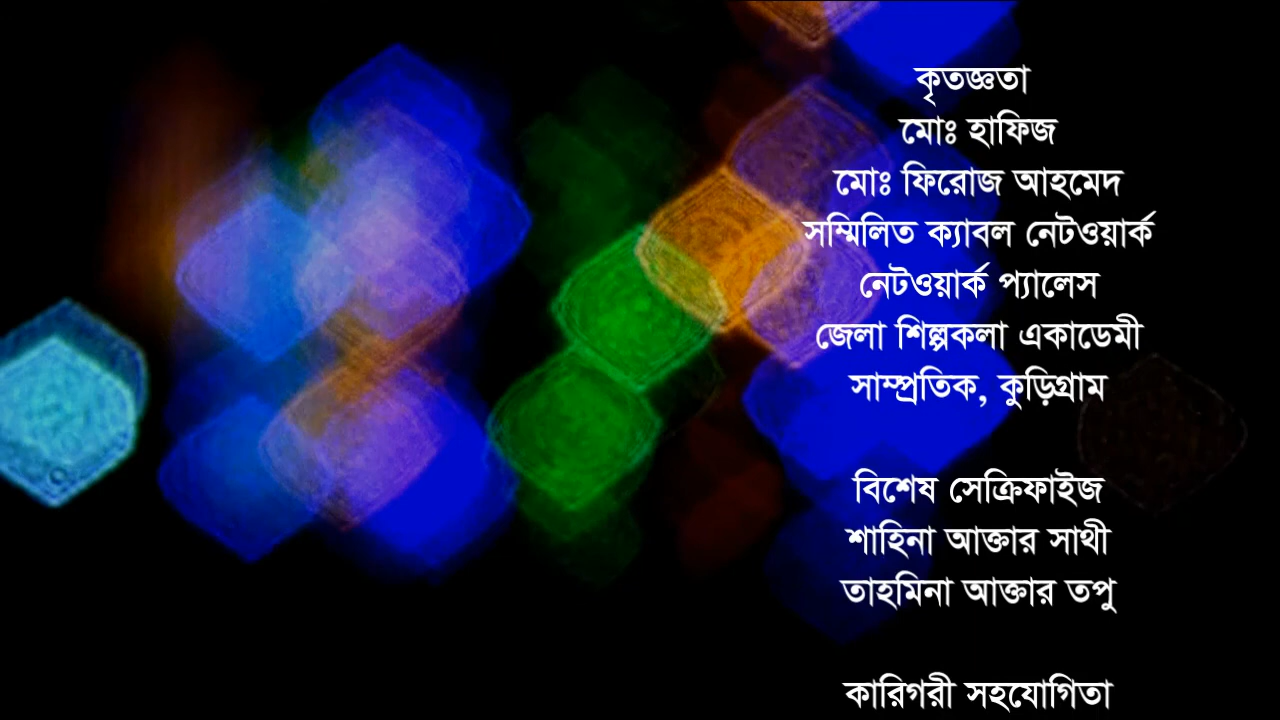 কৃতজ্ঞতা
মোঃ হাফিজ
মোঃ ফিরোজ আহমেদ
সম্মিলিত ক্যাবল নেটওয়ার্ক
নেটওয়ার্ক প্যালেস
জেলা শিল্পকলা একাডেমী
সাম্প্রতিক, কুড়িগ্রাম
বিশেষ সেক্রিফাইজ
শাহিনা আক্তার সাথী
তাহমিনা আক্তার তপু
কারিগরী সহযোগিতা